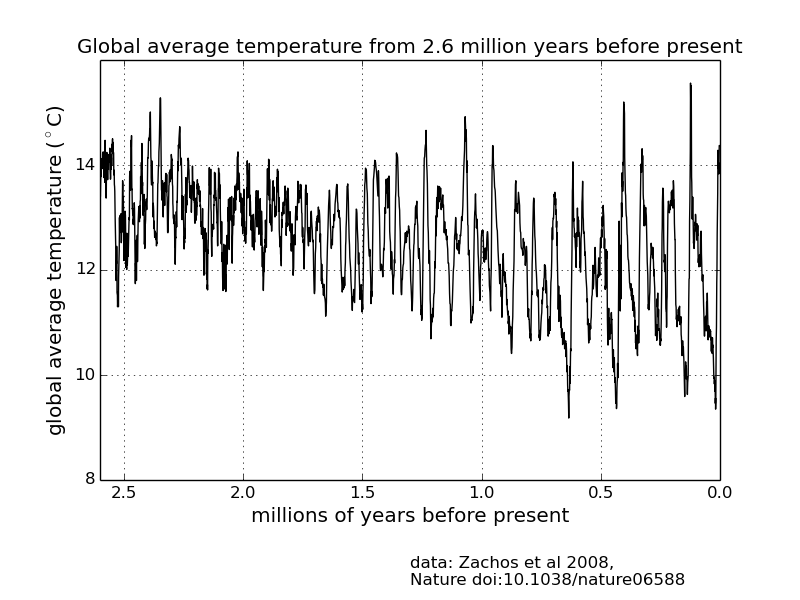 Global average temperature from 2.6 million years before present
global average temperature (°C)
14
12
10
8
2.5 2.0 1.5 1.0 0.5 0.0
millions of years before present
data: Zachos et al 2008,
Nature doi:10.1038/nature06588